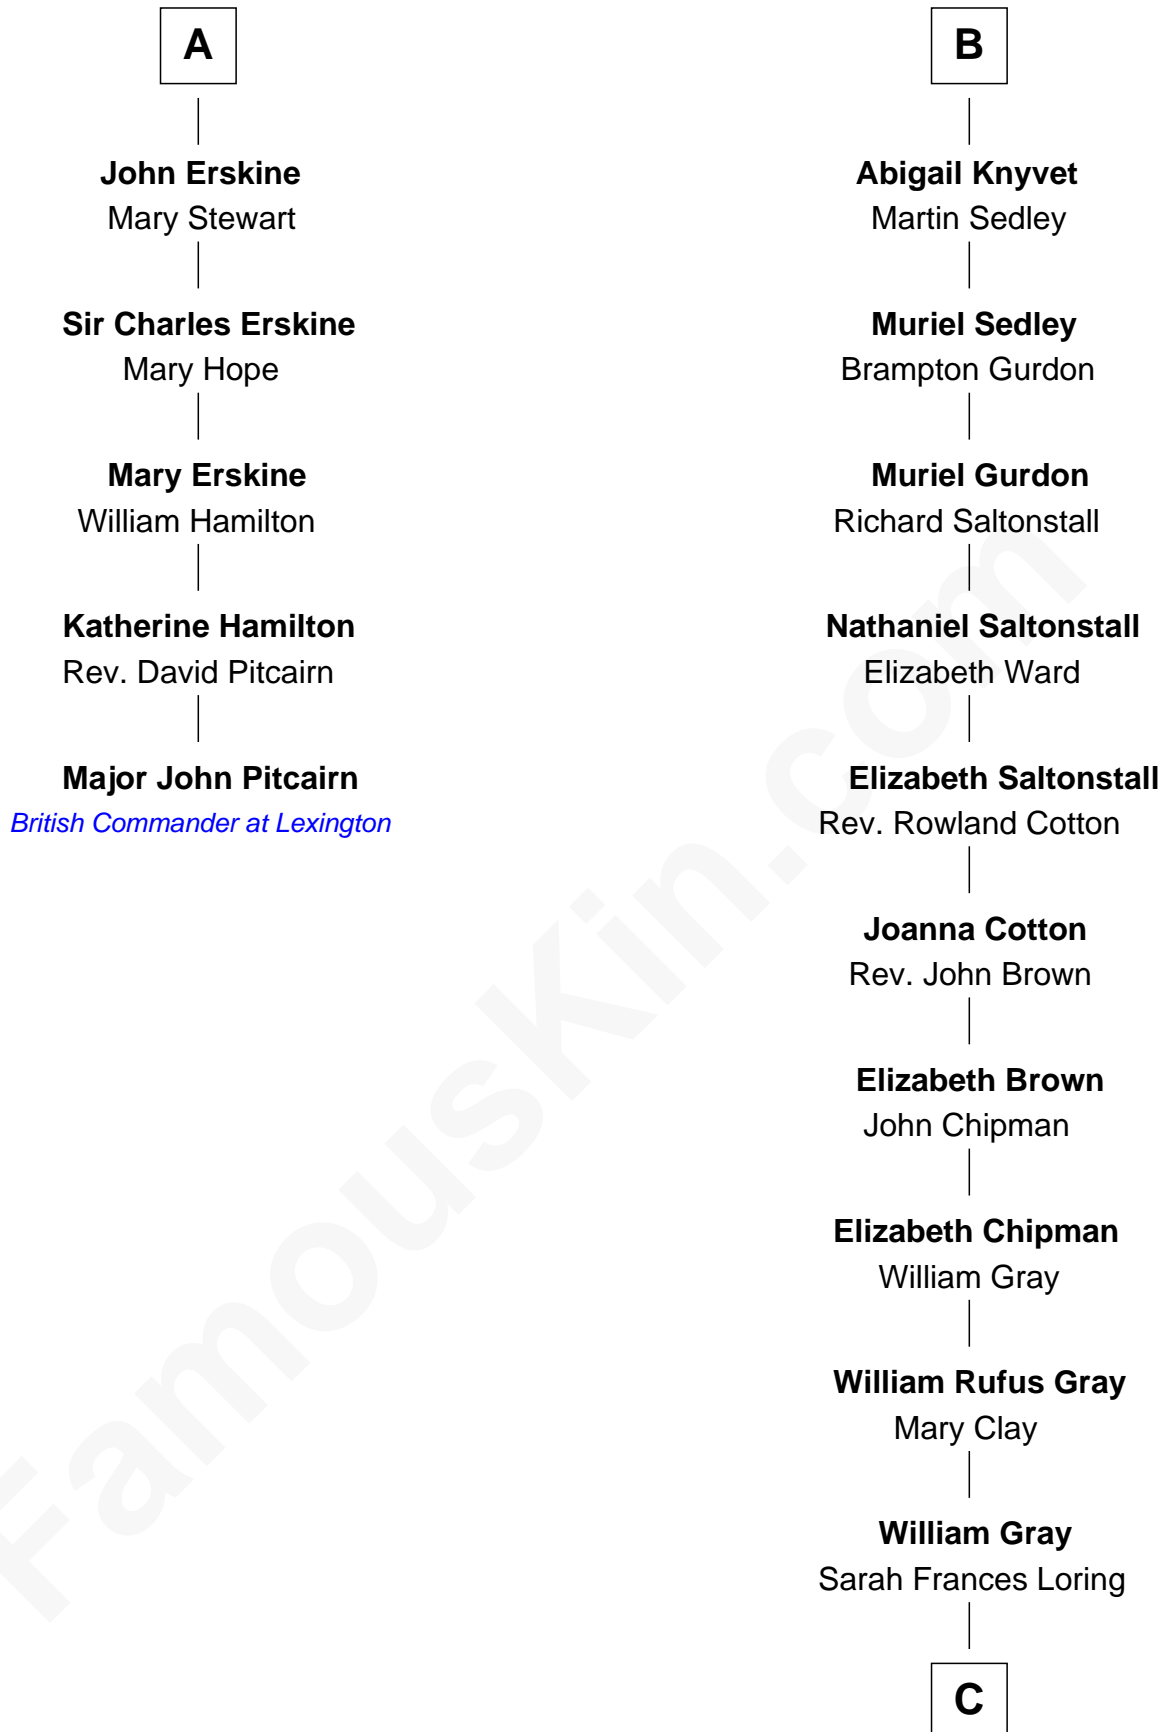 A
John Erskine
Mary Stewart
Sir Charles Erskine
Mary Hope
Mary Erskine
William Hamilton
Katherine Hamilton
Rev. David Pitcairn
Major John Pitcairn
British Commander at Lexington
B
Abigail Knyvet
Martin Sedley
Muriel Sedley
Brampton Gurdon
Muriel Gurdon
Richard Saltonstall
Nathaniel Saltonstall
Elizabeth Ward
Elizabeth Saltonstall
Rev. Rowland Cotton
Joanna Cotton
Rev. John Brown
Elizabeth Brown
John Chipman
Elizabeth Chipman
William Gray
William Rufus Gray
Mary Clay
William Gray
Sarah Frances Loring
C
FamousKin.com